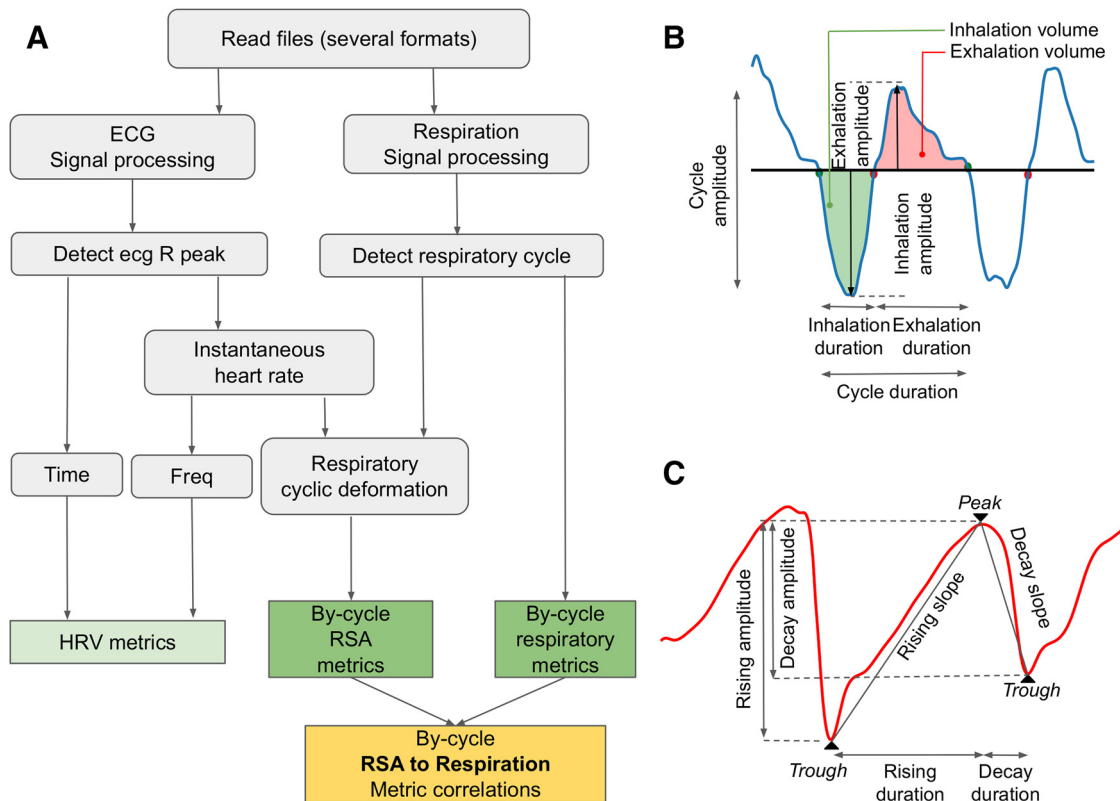 A
Read files (several formats)
ECG
Signal processing
Respiration
Signal processing
Detect ecg R peak
Detect respiratory cycle
Instantaneous
heart rate
Time
Freq
Respiratory
cyclic deformation
HRV metrics
By-cycle
RSA
metrics
By-cycle
respiratory
metrics
By-cycle
RSA to Respiration
Metric correlations
B
Inhalation volume
Exhalation volume
Cycle
amplitude
Exhalation
amplitude
Inhalation
amplitude
Inhalation
duration
Exhalation
duration
Cycle duration
C
Peak
Rising amplitude
Decay amplitude
Rising slope
Decay slope
Trough
Trough
Rising
duration
Decay
duration